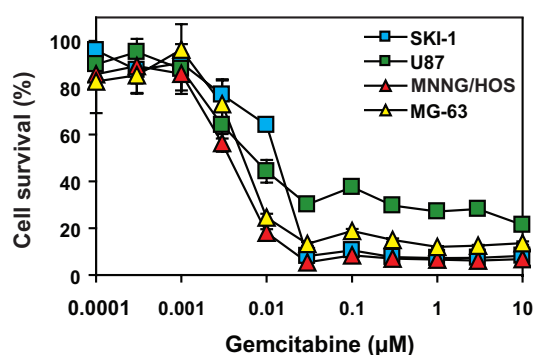 100
80
60
40
20
0
Cell survival (%)
SKI-1
U87
MNNG/HOS
MG-63
0.0001 0.001 0.01 0.1 1 10
Gemcitabine (µM)